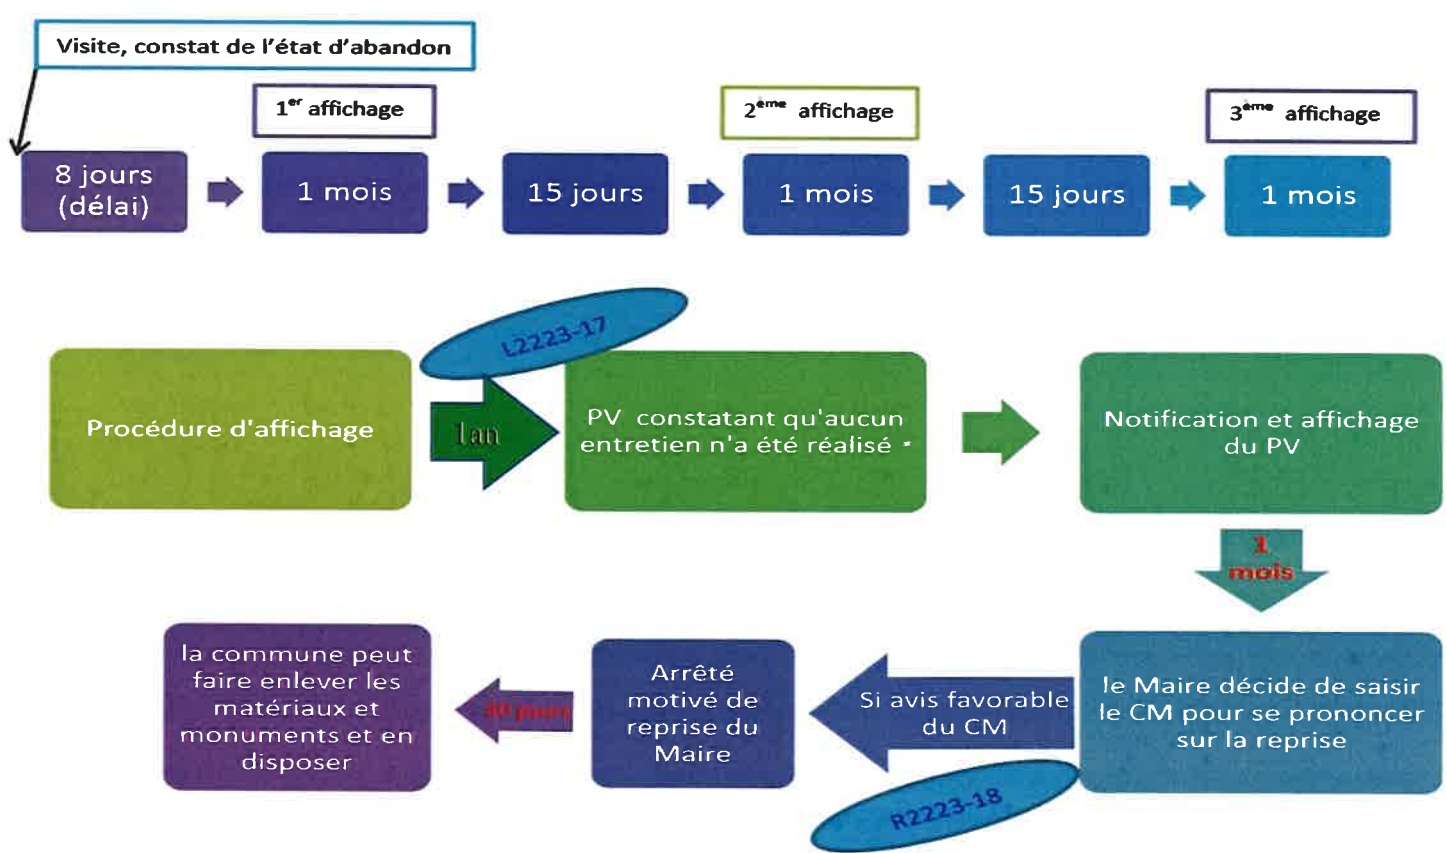 Visite, constat de l'état d'abandon
1er affichage
2ème affichage
3ème affichage
8 jours
(délai)
1 mois
15 jours
1 mois
15 jours
1 mois
L2223-17
Procédure d'affichage
1an
PV constatant qu'aucun
entretien n'a été réalisé *
Notification et affichage
du PV
1
mois
la commune peut
faire enlever les
matériaux et
monuments et en
disposer
30 jours
Arrêté
motivé de
reprise du
Maire
Si avis favorable
du CM
le Maire décide de saisir
le CM pour se prononcer
sur la reprise
R2223-18